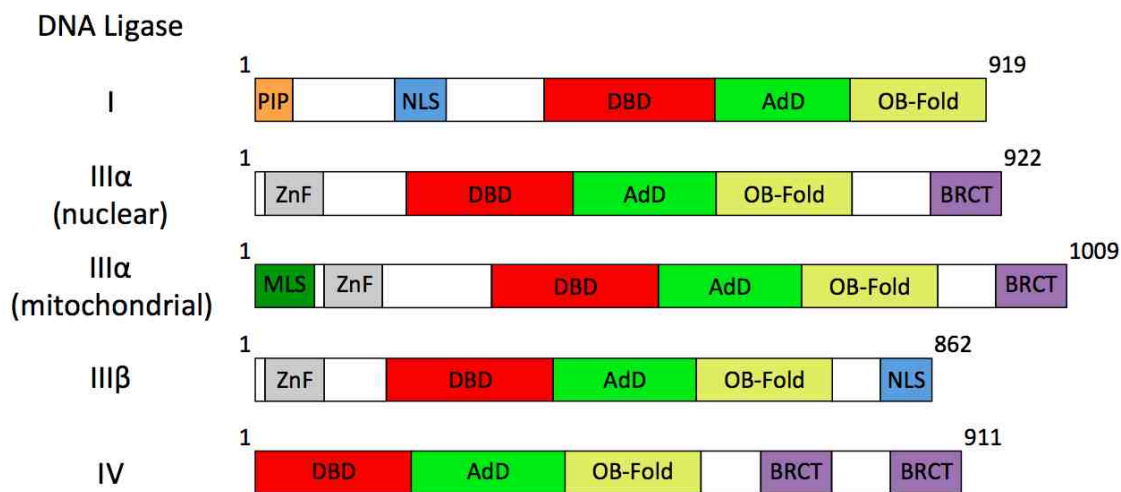 DNA Ligase
1 919
I PIP NLS DBD AdD OB-Fold
1 922
IIIα
(nuclear)
ZnF DBD AdD OB-Fold BRCT
1 1009
IIIα
(mitochondrial)
MLS ZnF DBD AdD OB-Fold BRCT
1 862
IIIβ ZnF DBD AdD OB-Fold NLS
1 911
IV DBD AdD OB-Fold BRCT BRCT